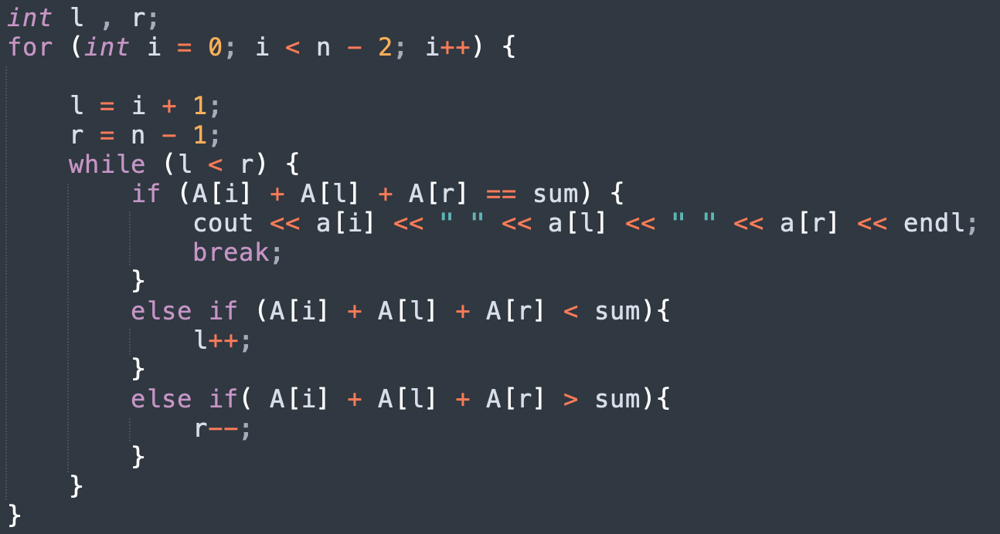 int l , r;
for (int i = 0; i < n - 2; i++) {
l = i + 1;
r = n - 1;
while (l < r) {
if (A[i] + A[l] + A[r] == sum) {
cout << a[i] << " " << a[l] << " " << a[r] << endl;
break;
}
else if (A[i] + A[l] + A[r] < sum){
l++;
}
else if( A[i] + A[l] + A[r] > sum){
r--;
}
}
}